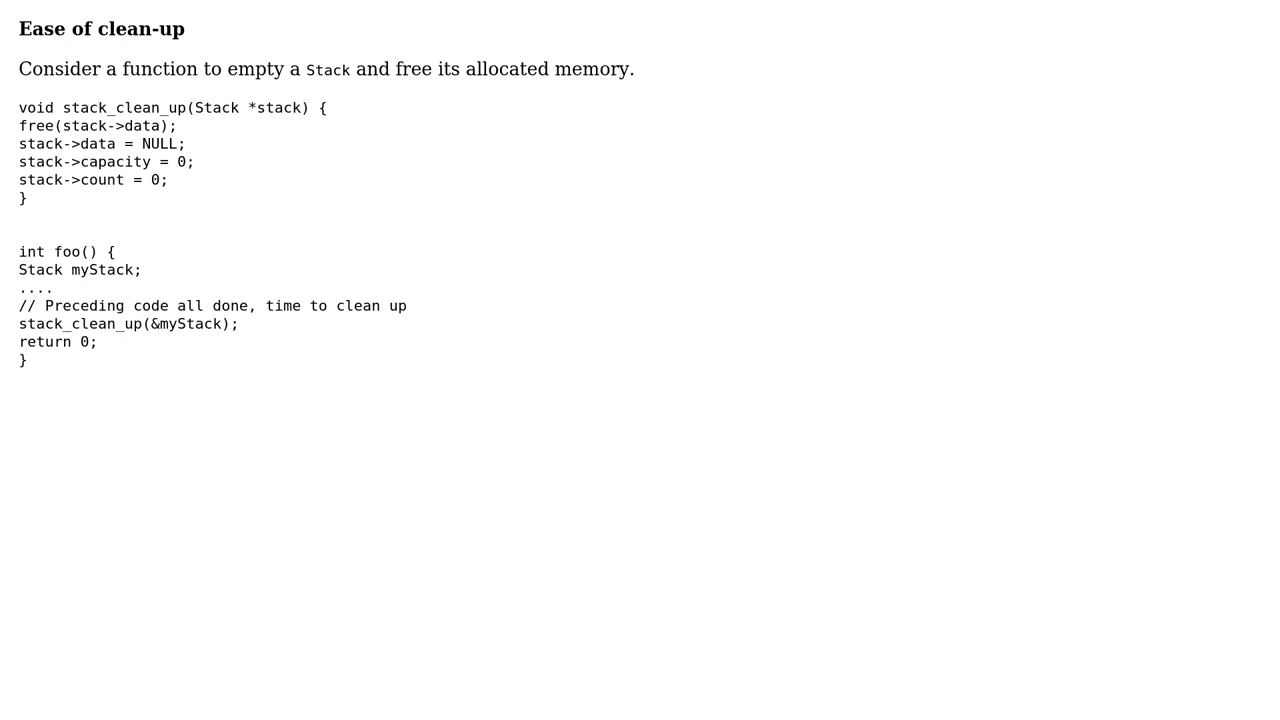 Ease of clean-up
Consider a function to empty a Stack and free its allocated memory.
void stack_clean_up(Stack *stack) {
free(stack->data);
stack->data = NULL;
stack->capacity = 0;
stack->count = 0;
}
int foo() {
Stack myStack;
....
// Preceding code all done, time to clean up
stack_clean_up(&myStack);
return 0;
}